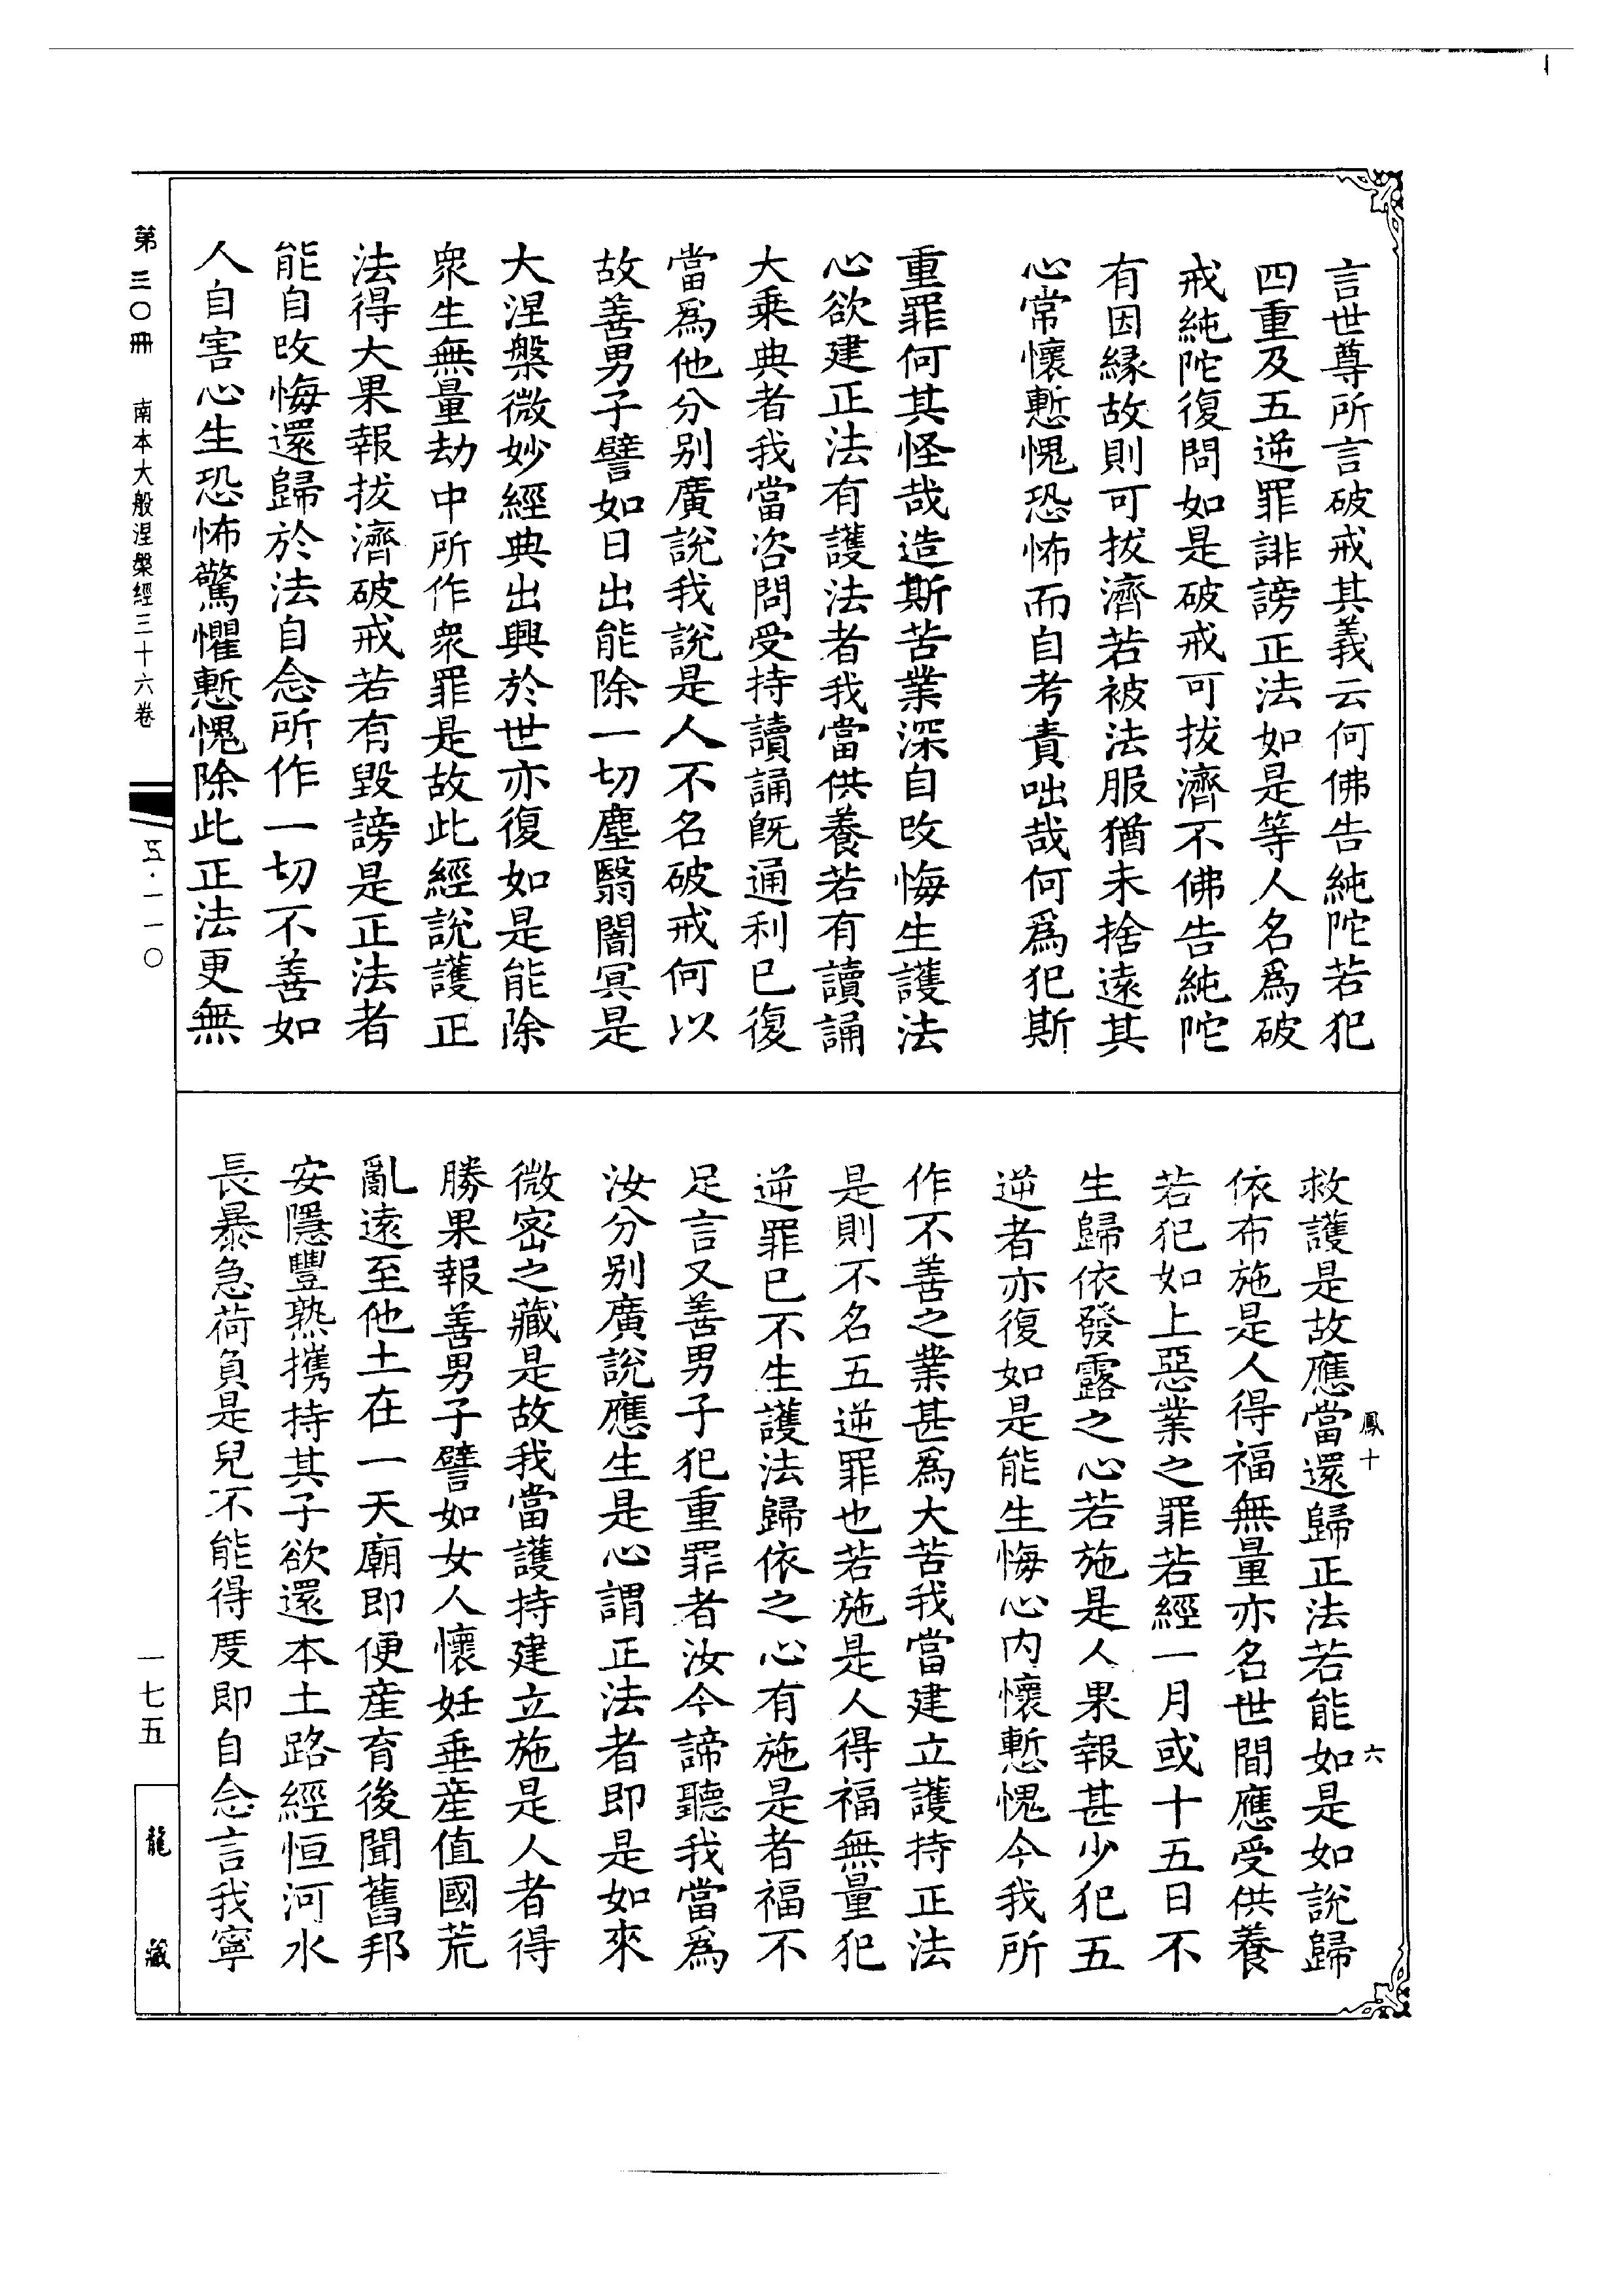 言世尊所言破戒其義云何佛告純陀若犯
四重及五逆罪誹謗正法如是等人名爲破
戒純陀復問如是破戒可拔濟不佛告純陀
有因緣故則可拔濟若被法服猶未捨遠其
心常懷慙愧恐怖而自考責咄哉何爲犯斯
重罪何其怪哉造斯苦業深自改悔生護法
心欲建正法有護法者我當供養若有讀誦
大乘典者我當咨問受持讀誦旣通利已復
當爲他分别廣說我說是人不名破戒何以
故善男子譬如日出能除一切塵翳闇冥是
大涅槃微妙經典出興於世亦復如是能除
衆生無量劫中所作衆罪是故此經說護正
法得大果報拔濟破戒若有毀謗是正法者
能自改悔還歸於法自念所作一切不善如
人自害心生恐怖驚懼慙愧除此正法更無
救護是故應當還歸正法若能如是如說歸
依布施是人得福無量亦名世間應受供養
若犯如上惡業之罪若經一月或十五日不
生歸依發露之心若施是人果報甚少犯五
逆者亦復如是能生悔心内懷慙愧今我所
作不善之業甚爲大苦我當建立護持正法
是則不名五逆罪也若施是人得福無量犯
逆罪已不生護法歸依之心有施是者福不
足言又善男子犯重罪者汝今諦聽我當爲
汝分别廣說應生是心謂正法者即是如來
微密之藏是故我當護持建立施是人者得
勝果報善男子譬如女人懷妊垂産值國荒
亂遠至他土在一天廟即便産育後聞舊邦
安隱豐熟攜持其子欲還本土路經恒河水
長暴急荷負是兒不能得度即自念言我寧
鳳十
六
第三〇冊 南本大般涅槃經三十六卷
五·一一〇
一七五
龍藏